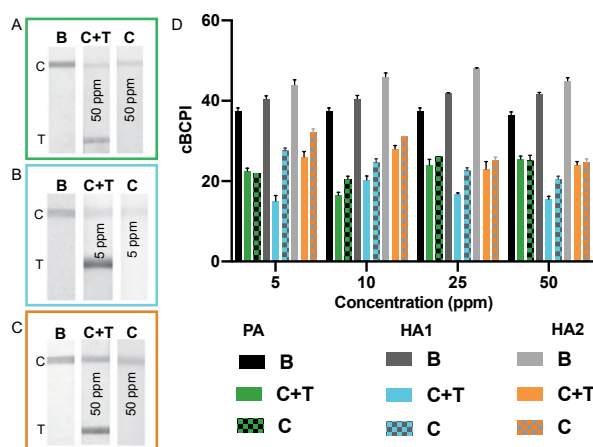 A
B C+T C
C
50 ppm
50 ppm
T
B
B C+T C
C
5 ppm
5 ppm
T
C
B C+T C
C
50 ppm
50 ppm
T
D
cBCPI
60
40
20
0
5 10 25 50
Concentration (ppm)
PA HA1 HA2
B B B
C+T C+T C+T
C C C